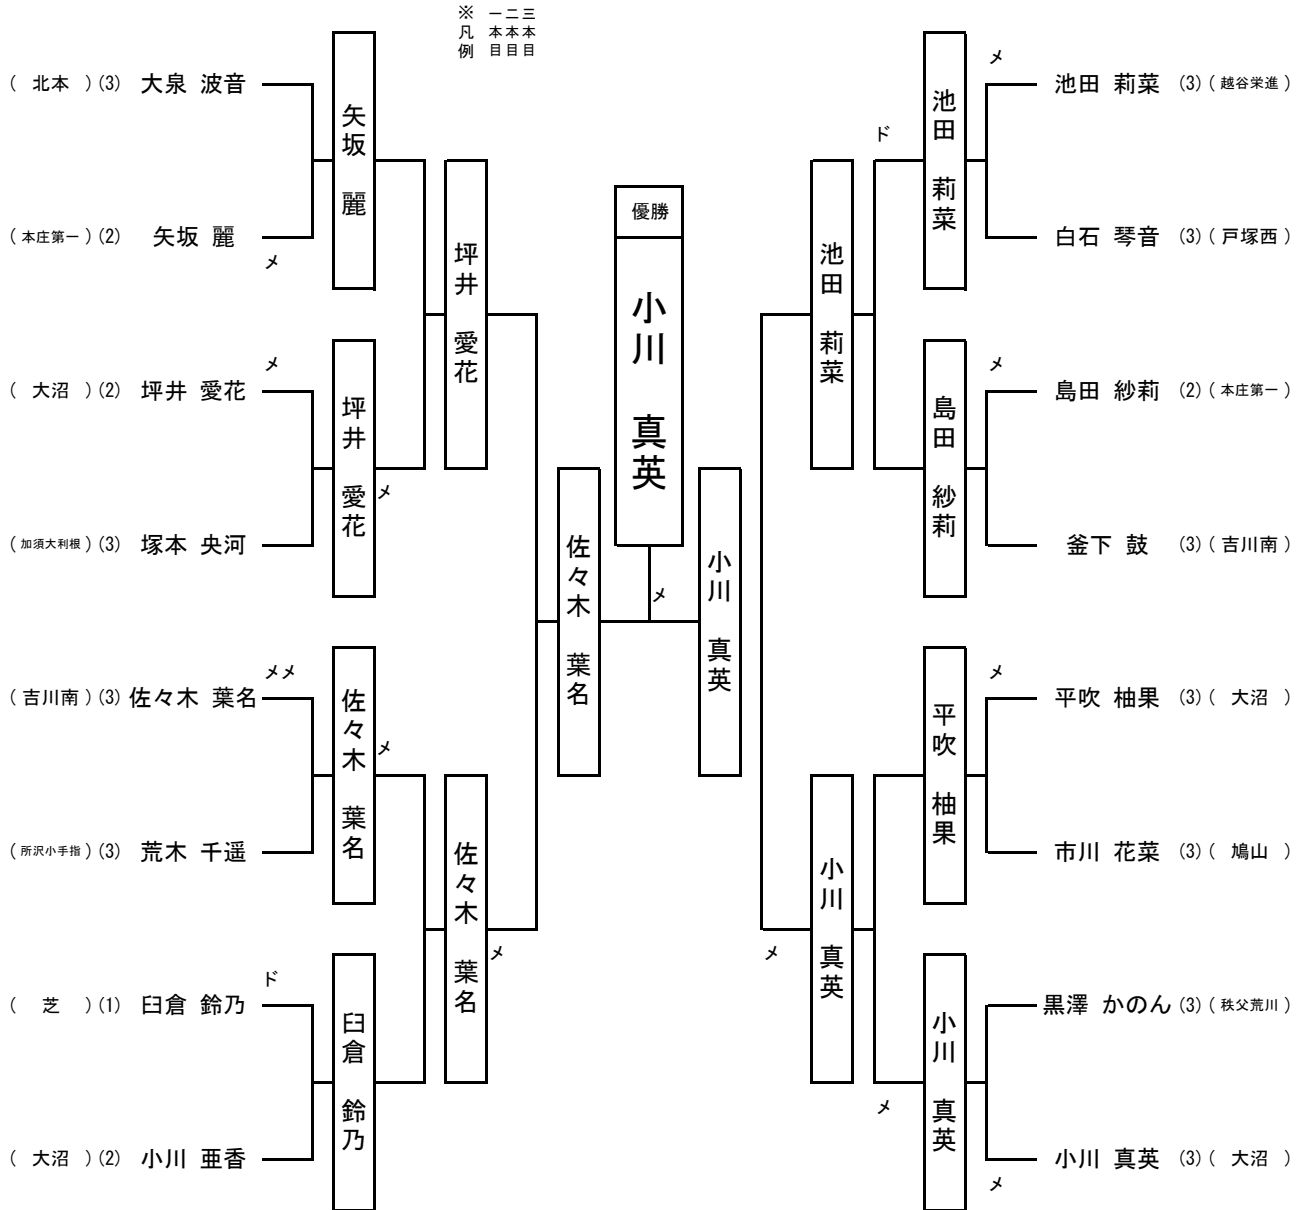 ※凡例 一本目 二本目 三本目
( 北本 ) (3) 大泉 波音
( 本庄第一 ) (2) 矢坂 麗
メ
メ
( 大沼 ) (2) 坪井 愛花
( 加須大利根 ) (3) 塚本 央河
メメ
( 吉川南 ) (3) 佐々木 葉名
( 所沢小手指 ) (3) 荒木 千遥
ド
( 芝 ) (1) 臼倉 鈴乃
( 大沼 ) (2) 小川 亜香
矢坂 麗
坪井 愛花
メ
佐々木 葉名
メ
臼倉 鈴乃
坪井 愛花
佐々木 葉名
メ
佐々木 葉名
優勝
小川 真英
メ
小川 真英
池田 莉菜
小川 真英
メ
ド
池田 莉菜
島田 紗莉
平吹 柚果
小川 真英
メ
メ
池田 莉菜 (3) ( 越谷栄進 )
白石 琴音 (3) ( 戸塚西 )
メ
島田 紗莉 (2) ( 本庄第一 )
釜下 鼓 (3) ( 吉川南 )
メ
平吹 柚果 (3) ( 大沼 )
市川 花菜 (3) ( 鳩山 )
黒澤 かのん (3) ( 秩父荒川 )
小川 真英 (3) ( 大沼 )
メ